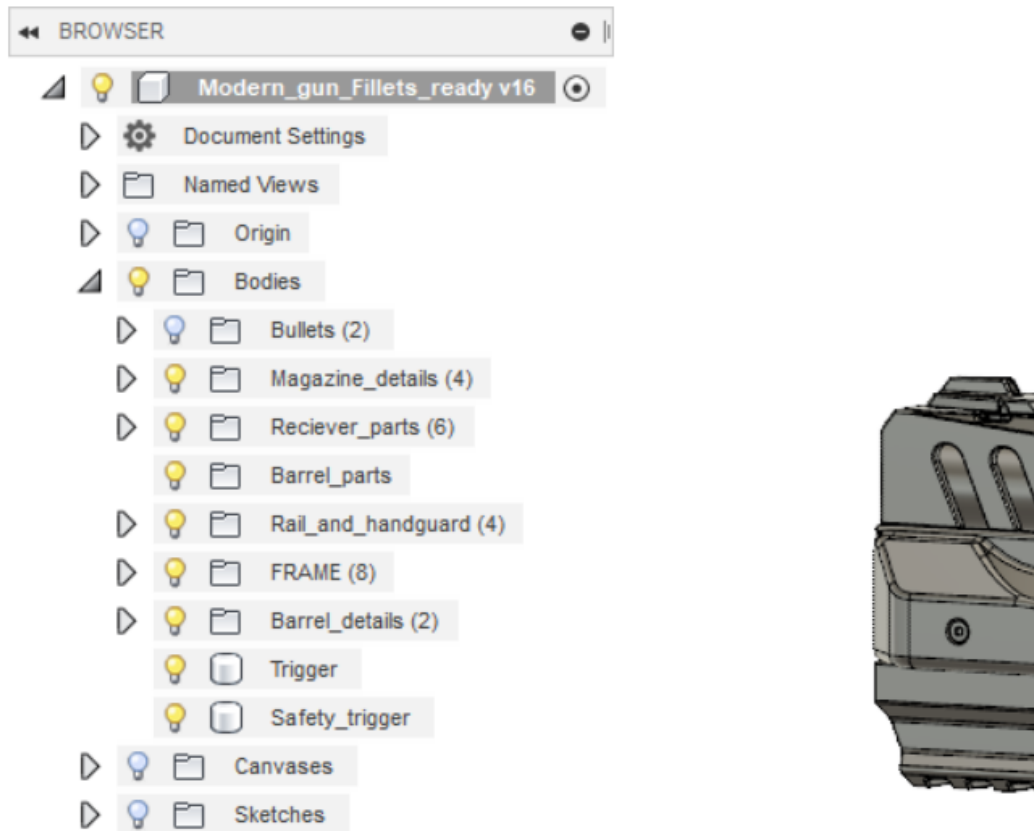 BROWSER
Modern_gun_Fillets_ready v16
Document Settings
Named Views
Origin
Bodies
Bullets (2)
Magazine_details (4)
Reciever_parts (6)
Barrel_parts
Rail_and_handguard (4)
FRAME (8)
Barrel_details (2)
Trigger
Safety_trigger
Canvases
Sketches